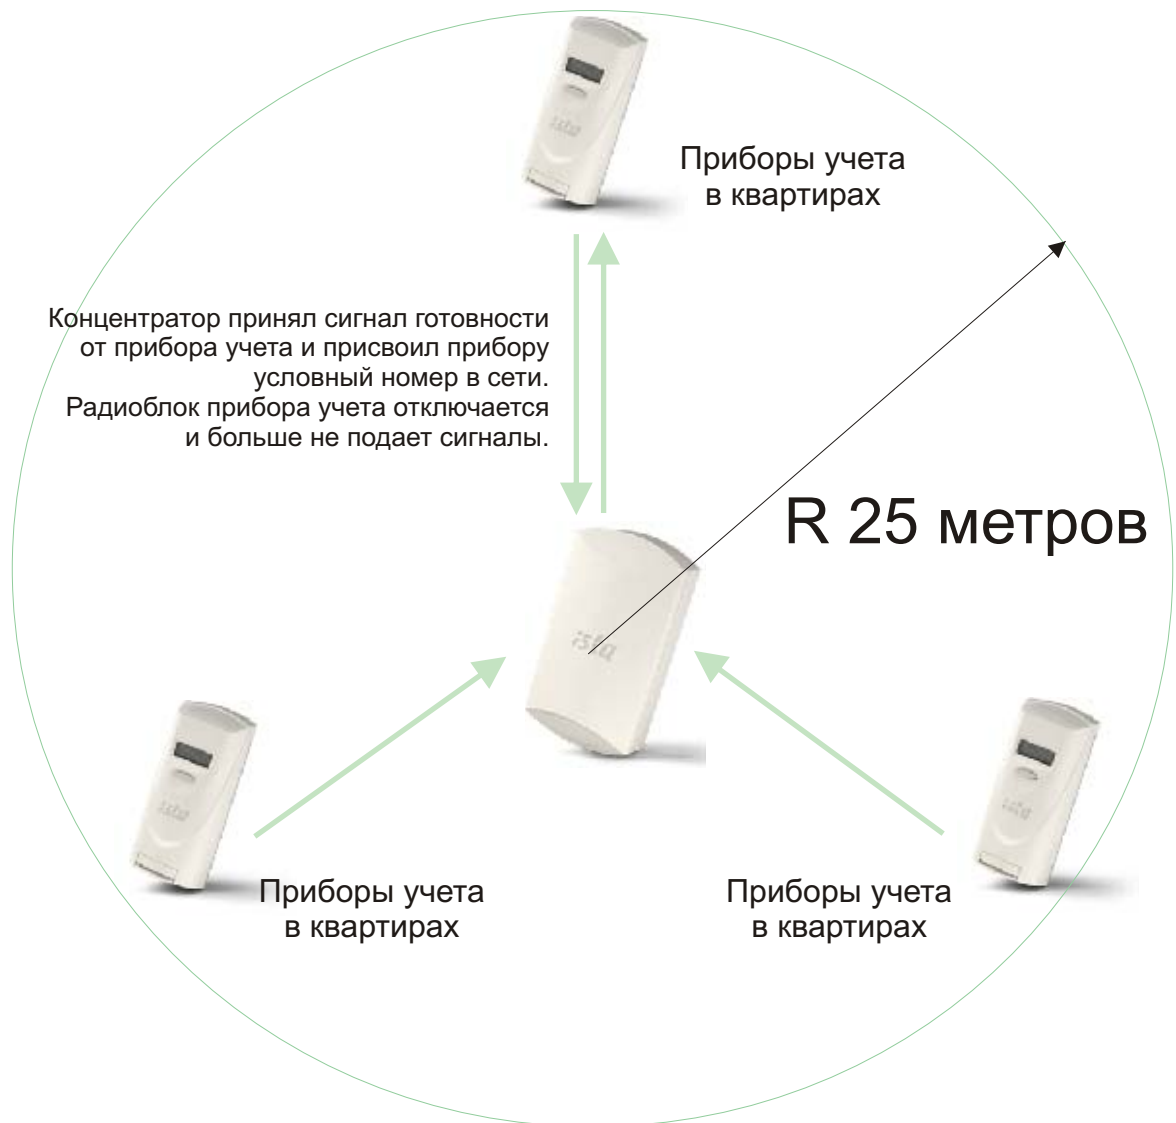 Приборы учета
в квартирах
Концентратор принял сигнал готовности
от прибора учета и присвоил прибору
условный номер в сети.
Радиоблок прибора учета отключается
и больше не подает сигналы.
R 25 метров
ista
Приборы учета
в квартирах
Приборы учета
в квартирах